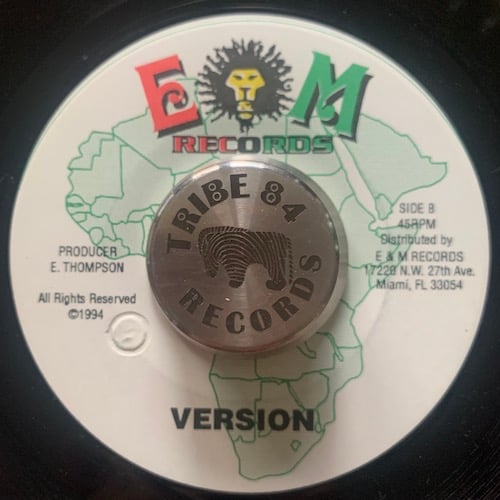 E & M
RECORDS
TRIBE 84
RECORDS
PRODUCER
E. THOMPSON
All Rights Reserved
©1994
SIDE B
45RPM
Distributed by
E & M RECORDS
17220 N.W. 27th Ave.
Miami, FL 33054
VERSION